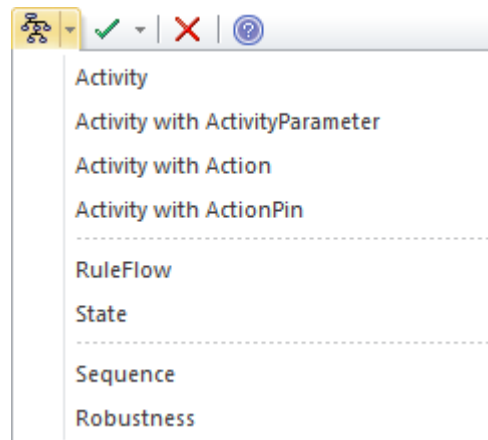 Activity
Activity with ActivityParameter
Activity with Action
Activity with ActionPin
RuleFlow
State
Sequence
Robustness